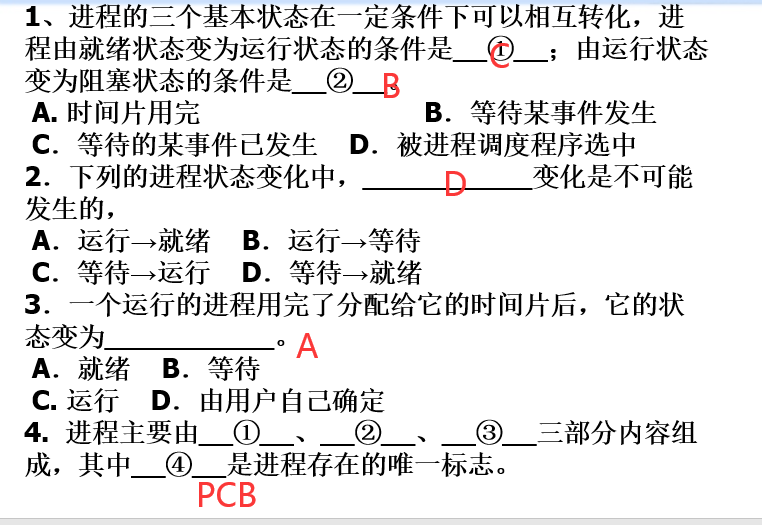 1、进程的三个基本状态在一定条件下可以相互转化，进
程由就绪状态变为运行状态的条件是__①__；由运行状态
C
变为阻塞状态的条件是__②__。
B
A. 时间片用完 B．等待某事件发生
C．等待的某事件已发生 D．被进程调度程序选中
2．下列的进程状态变化中，__________变化是不可能
D
发生的，
A．运行→就绪 B．运行→等待
C．等待→运行 D．等待→就绪
3．一个运行的进程用完了分配给它的时间片后，它的状
态变为__________。
A
A．就绪 B．等待
C. 运行 D．由用户自己确定
4. 进程主要由__①__、__②__、__③__三部分内容组
成，其中__④__是进程存在的唯一标志。
PCB